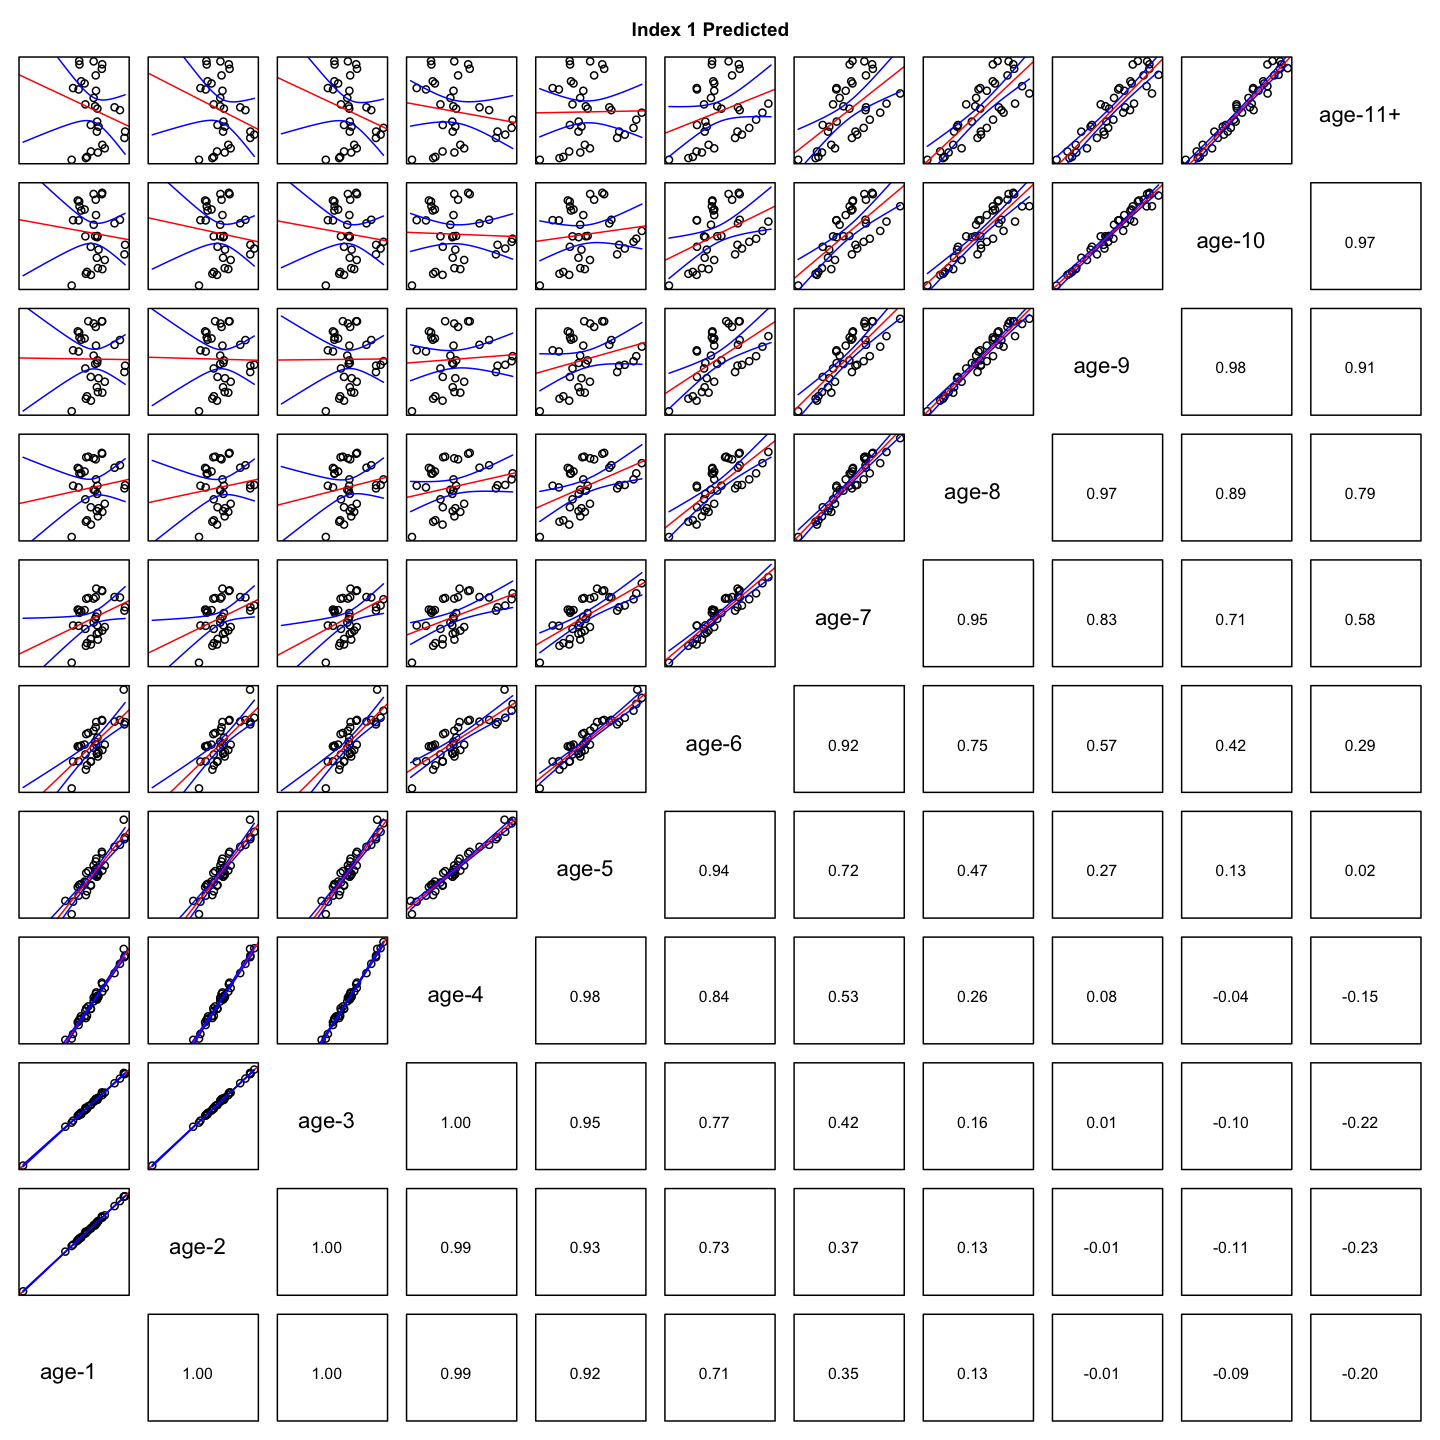 Index 1 Predicted
age-11+
age-10 0.97
age-9 0.98 0.91
age-8 0.97 0.89 0.79
age-7 0.95 0.83 0.71 0.58
age-6 0.92 0.75 0.57 0.42 0.29
age-5 0.94 0.72 0.47 0.27 0.13 0.02
age-4 0.98 0.84 0.53 0.26 0.08 -0.04 -0.15
age-3 1.00 0.95 0.77 0.42 0.16 0.01 -0.10 -0.22
age-2 1.00 0.99 0.93 0.73 0.37 0.13 -0.01 -0.11 -0.23
age-1 1.00 1.00 0.99 0.92 0.71 0.35 0.13 -0.01 -0.09 -0.20